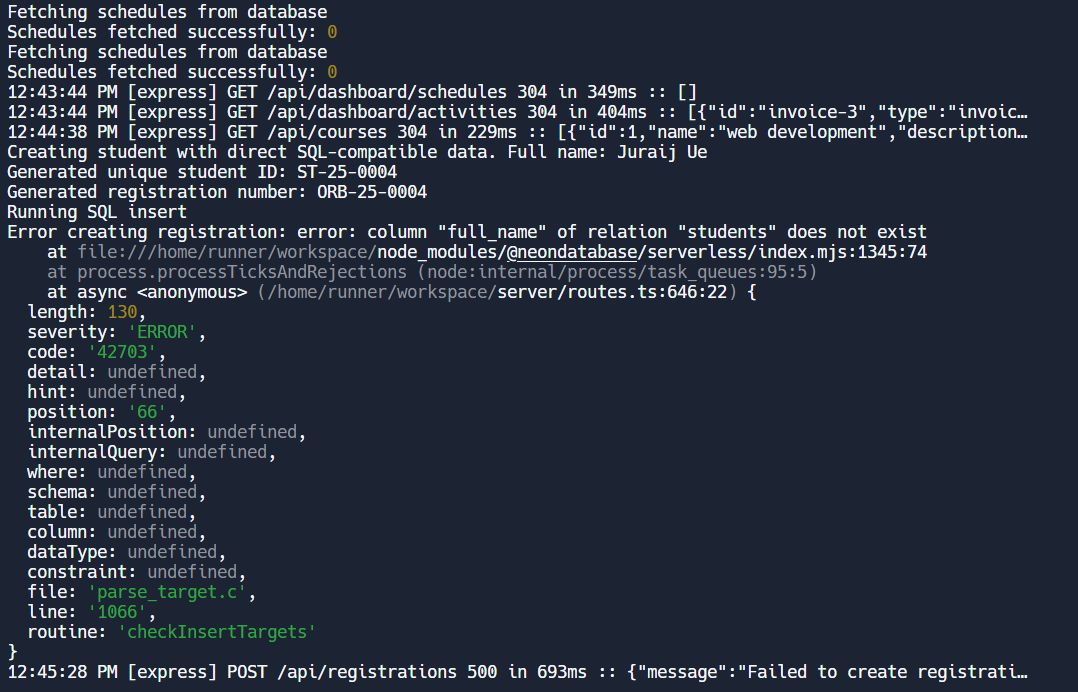 Fetching schedules from database
Schedules fetched successfully: 0
Fetching schedules from database
Schedules fetched successfully: 0
12:43:44 PM [express] GET /api/dashboard/schedules 304 in 349ms :: []
12:43:44 PM [express] GET /api/dashboard/activities 304 in 404ms :: [{"id":"invoice-3","type":"invoic…
12:44:38 PM [express] GET /api/courses 304 in 229ms :: [{"id":1,"name":"web development","description…
Creating student with direct SQL-compatible data. Full name: Juraij Ue
Generated unique student ID: ST-25-0004
Generated registration number: ORB-25-0004
Running SQL insert
Error creating registration: error: column "full_name" of relation "students" does not exist
    at file:///home/runner/workspace/node_modules/@neondatabase/serverless/index.mjs:1345:74
    at process.processTicksAndRejections (node:internal/process/task_queues:95:5)
    at async <anonymous> (/home/runner/workspace/server/routes.ts:646:22) {
  length: 130,
  severity: 'ERROR',
  code: '42703',
  detail: undefined,
  hint: undefined,
  position: '66',
  internalPosition: undefined,
  internalQuery: undefined,
  where: undefined,
  schema: undefined,
  table: undefined,
  column: undefined,
  dataType: undefined,
  constraint: undefined,
  file: 'parse_target.c',
  line: '1066',
  routine: 'checkInsertTargets'
}
12:45:28 PM [express] POST /api/registrations 500 in 693ms :: {"message":"Failed to create registrati…